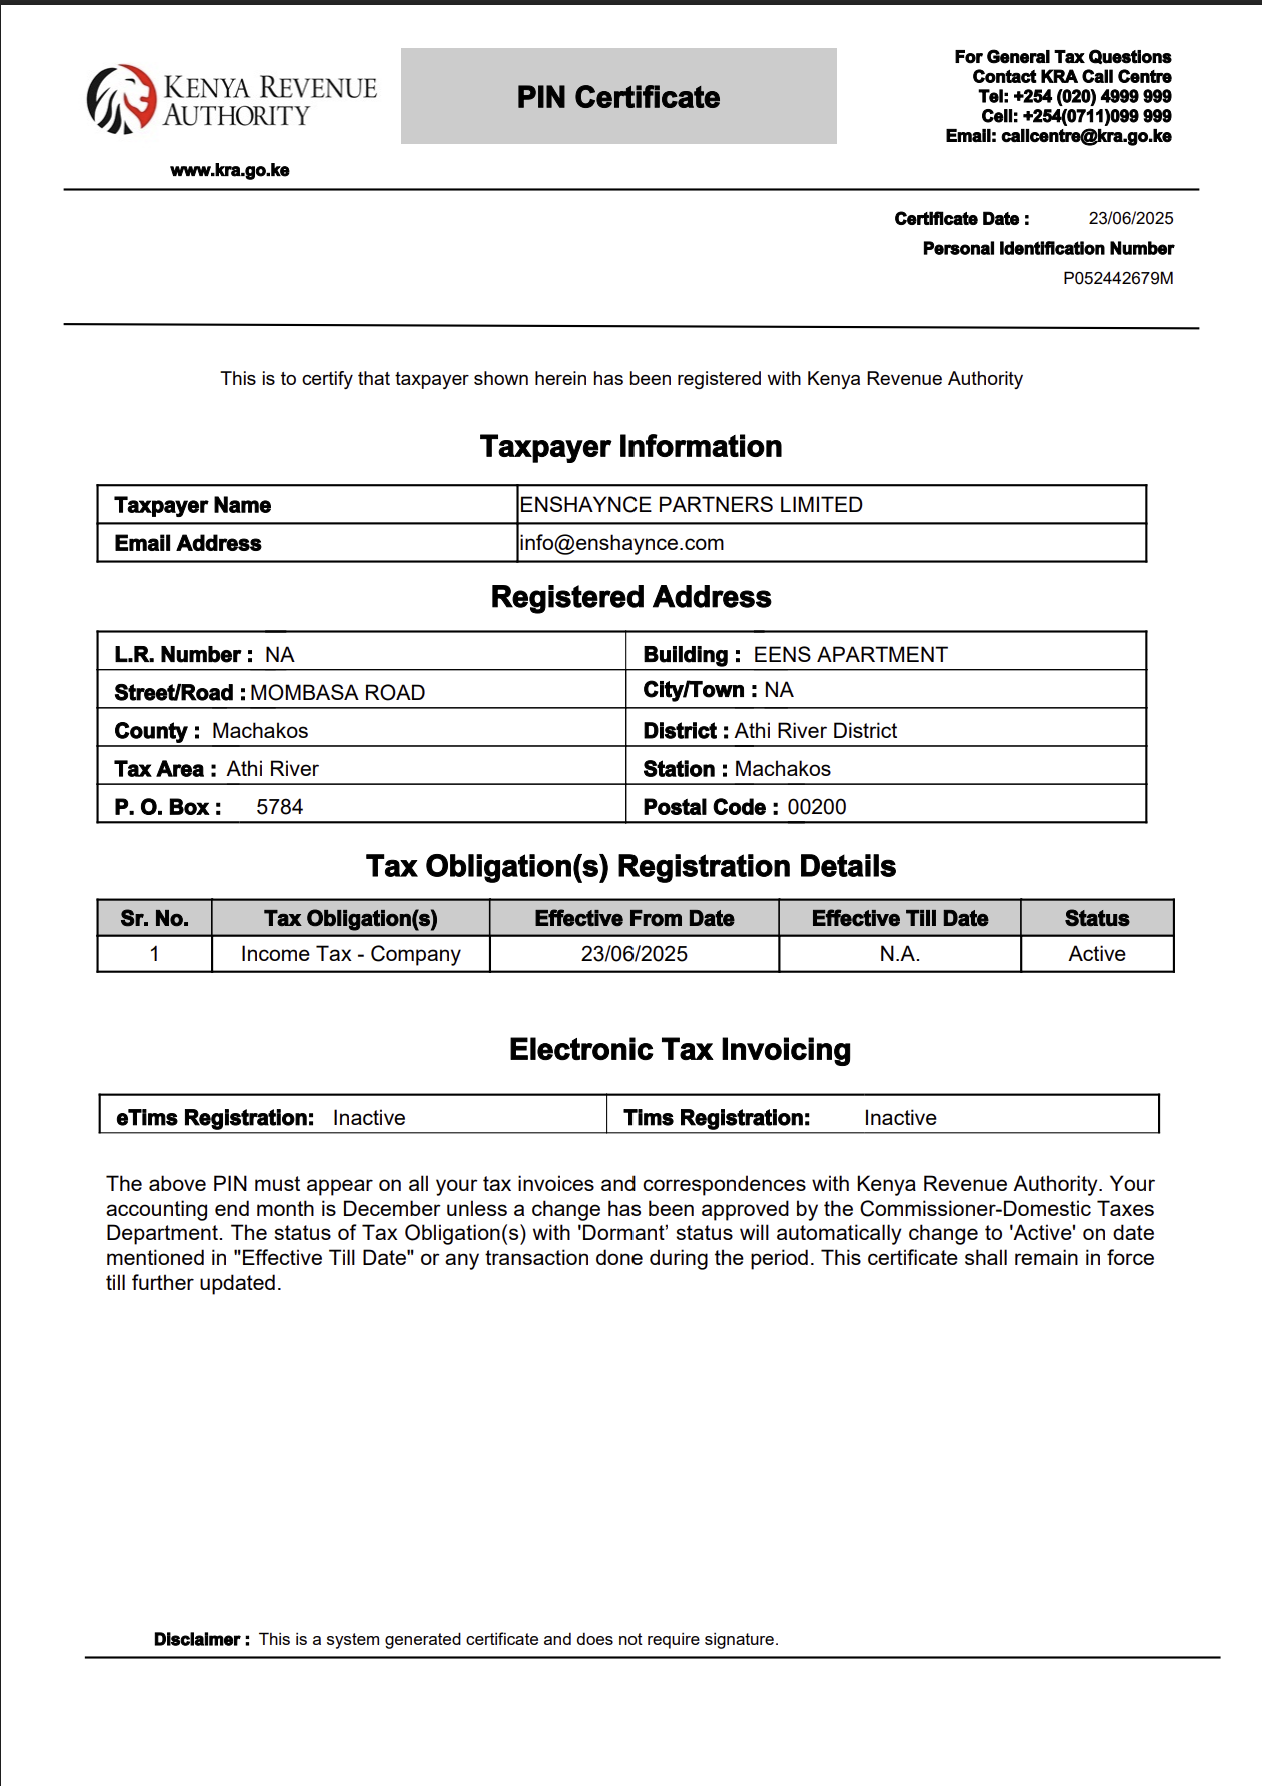 KENYA REVENUE
AUTHORITY
www.kra.go.ke
PIN Certificate
For General Tax Questions
Contact KRA Call Centre
Tel: +254 (020) 4999 999
Cell: +254(0711)099 999
Email: callcentre@kra.go.ke
Certificate Date : 23/06/2025
Personal Identification Number
P052442679M
This is to certify that taxpayer shown herein has been registered with Kenya Revenue Authority
Taxpayer Information
Taxpayer Name ENSHAYNCE PARTNERS LIMITED
Email Address info@enshaynce.com
Registered Address
L.R. Number : NA Building : EENS APARTMENT
Street/Road : MOMBASA ROAD City/Town : NA
County : Machakos District : Athi River District
Tax Area : Athi River Station : Machakos
P. O. Box : 5784 Postal Code : 00200
Tax Obligation(s) Registration Details
Sr. No. Tax Obligation(s) Effective From Date Effective Till Date Status
1 Income Tax - Company 23/06/2025 N.A. Active
Electronic Tax Invoicing
eTims Registration: Inactive Tims Registration: Inactive
The above PIN must appear on all your tax invoices and correspondences with Kenya Revenue Authority. Your
accounting end month is December unless a change has been approved by the Commissioner-Domestic Taxes
Department. The status of Tax Obligation(s) with 'Dormant’ status will automatically change to 'Active' on date
mentioned in "Effective Till Date" or any transaction done during the period. This certificate shall remain in force
till further updated.
Disclaimer : This is a system generated certificate and does not require signature.